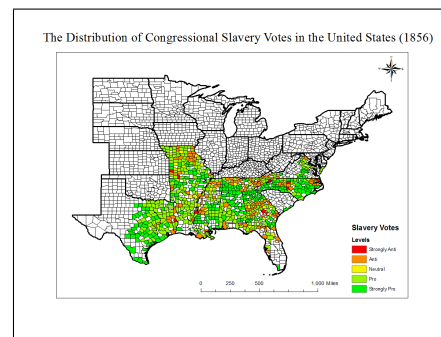 The Distribution of Congressional Slavery Votes in the United States (1856)
Slavery Votes
Levels
Strongly Anti
Anti
Neutral
Pro
Strongly Pro
0 250 500 1,000 Miles